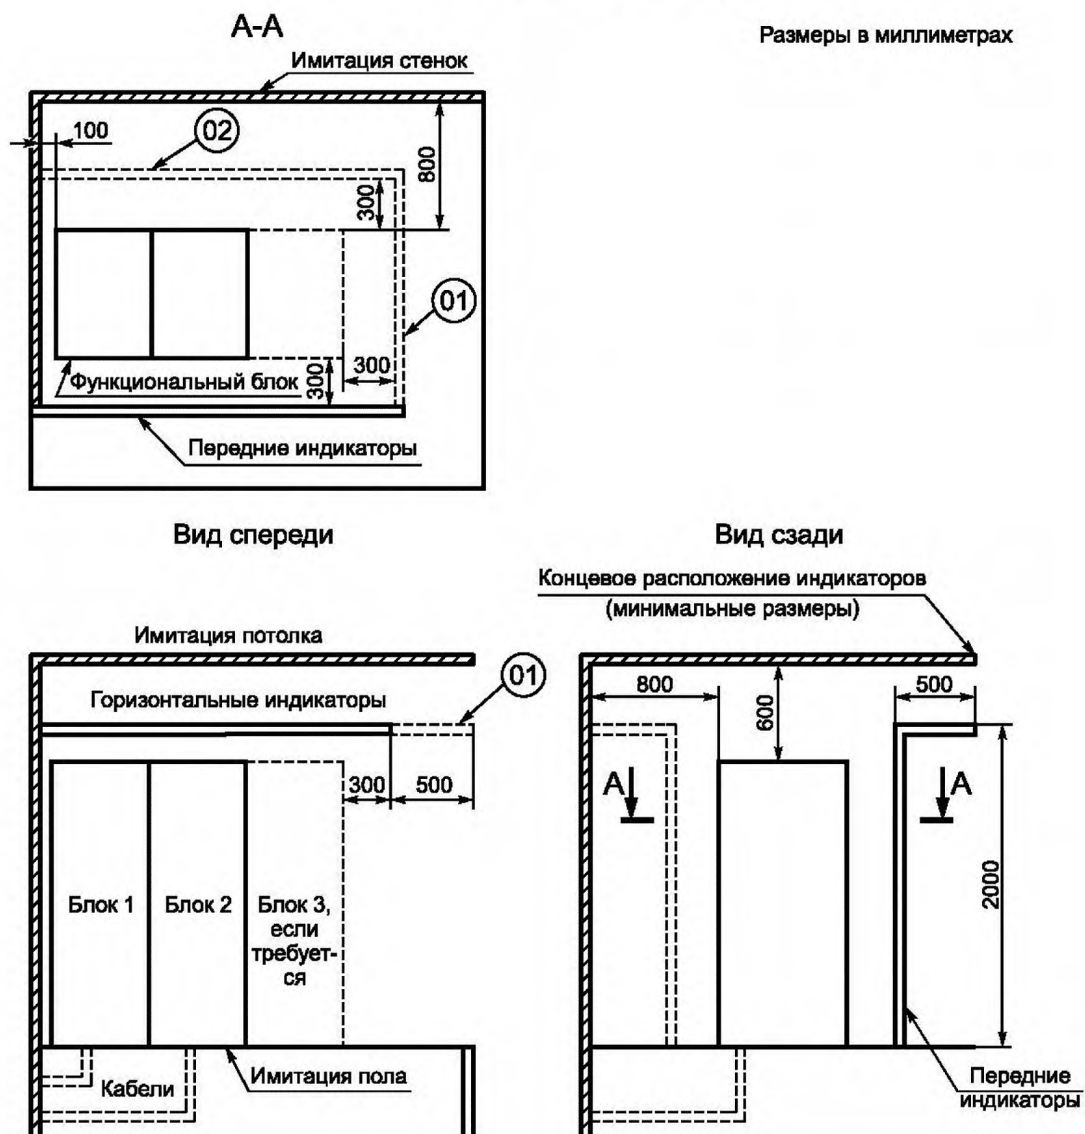 А-А
Размеры в миллиметрах
Имитация стенок
100
02
800
300
01
Функциональный блок
300
300
Передние индикаторы
Вид спереди
Вид сзади
Концевое расположение индикаторов
(минимальные размеры)
Имитация потолка
01
Горизонтальные индикаторы
800
600
500
300
500
А
А
Блок 1
Блок 2
Блок 3,
если
требует-
ся
2000
Кабели
Имитация пола
Передние
индикаторы